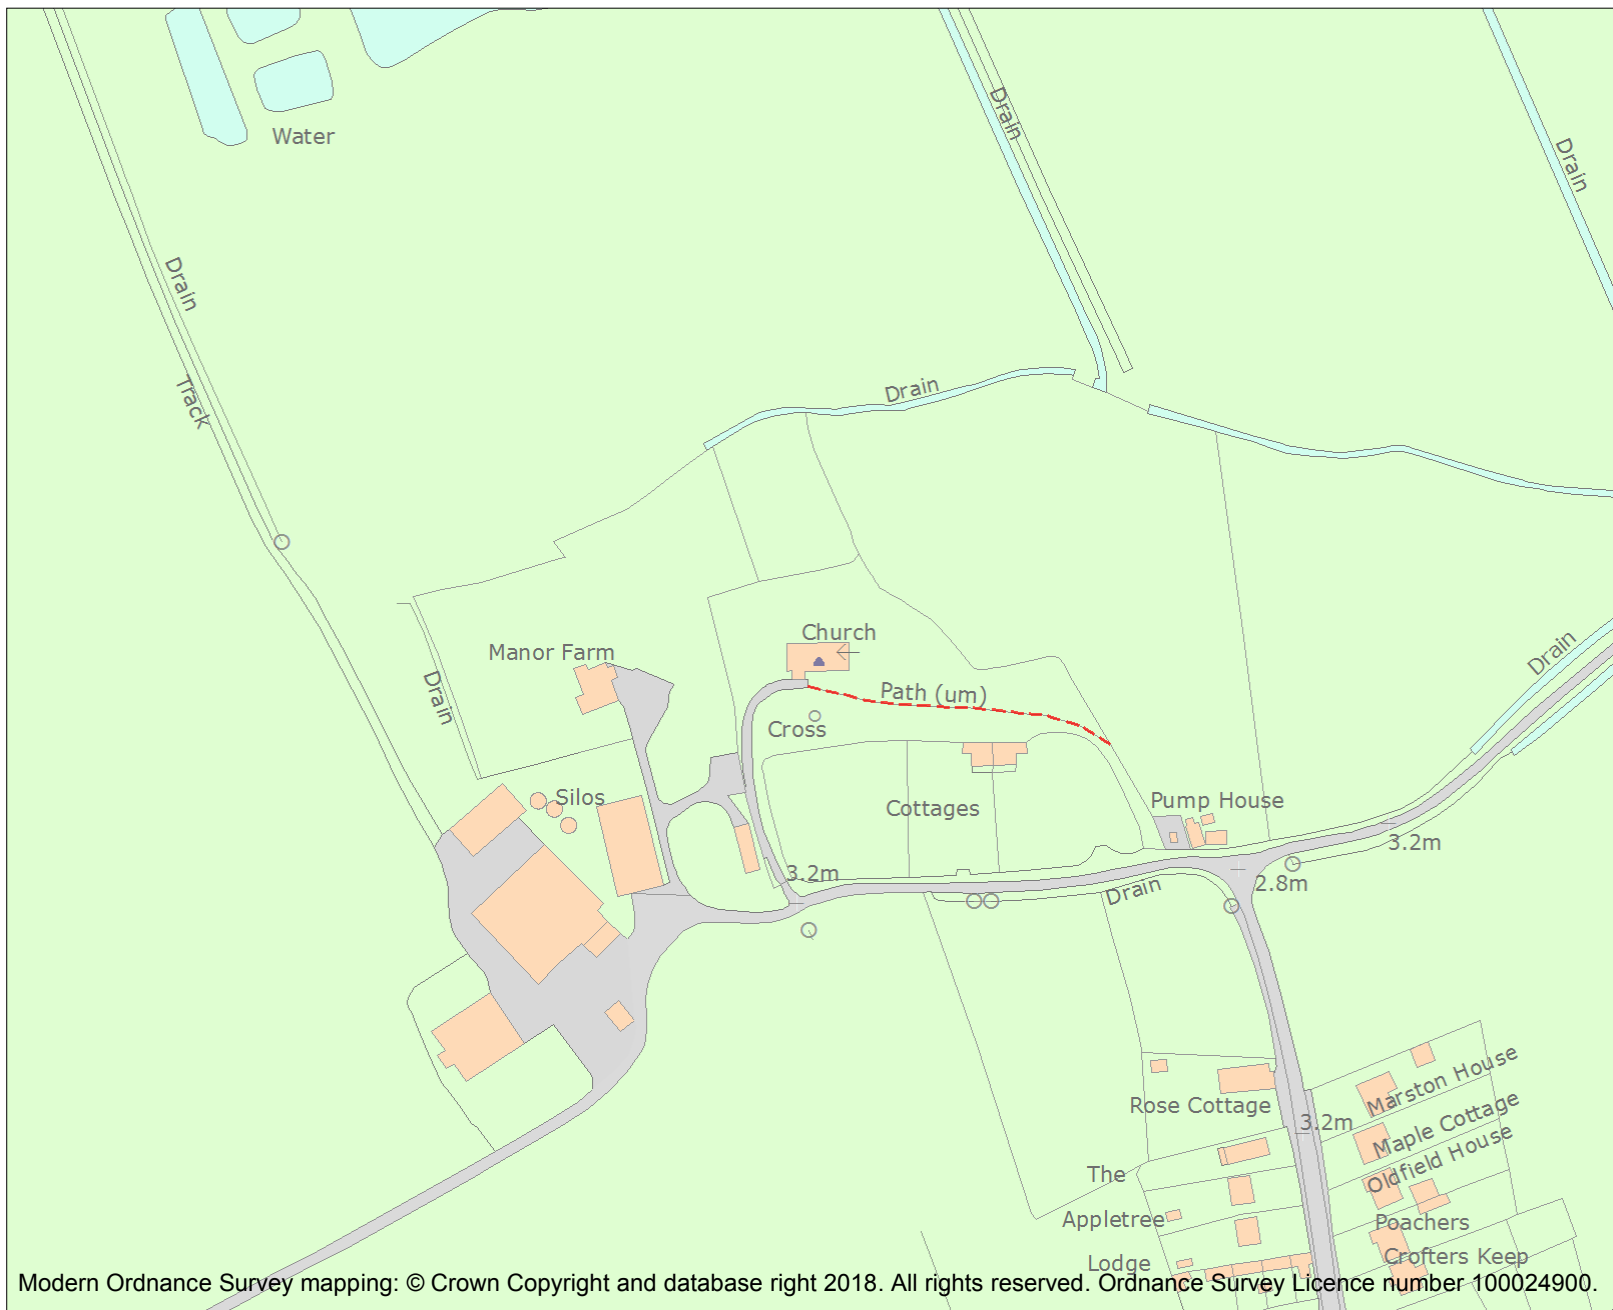 Drain
Water
Drain
Drain
Track
Drain
Church
Manor Farm
Drain
Path (um)
Cross
Drain
Silos
Cottages
Pump House
3.2m
3.2m
2.8m
Drain
Marston House
Rose Cottage
Maple Cottage
3.2m
Oldfield House
The
Appletree
Poachers
Lodge
Crofters Keep
Modern Ordnance Survey mapping: © Crown Copyright and database right 2018. All rights reserved. Ordnance Survey Licence number 100024900.